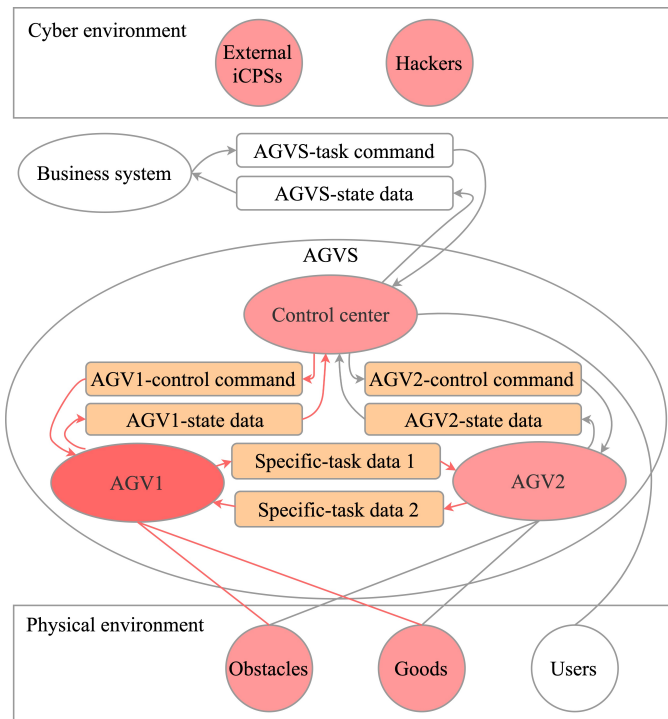 Cyber environment
External
iCPSs
Hackers
Business system
AGVS-task command
AGVS-state data
AGVS
Control center
AGV1-control command
AGV2-control command
AGV1-state data
AGV2-state data
Specific-task data 1
AGV1
AGV2
Specific-task data 2
Physical environment
Obstacles
Goods
Users